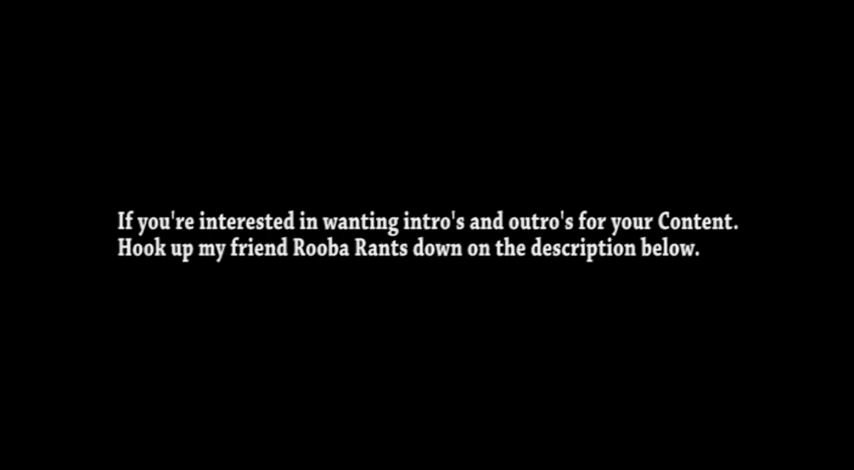 If you're interested in wanting intro's and outro's for your Content.
Hook up my friend Rooba Rants down on the description below.